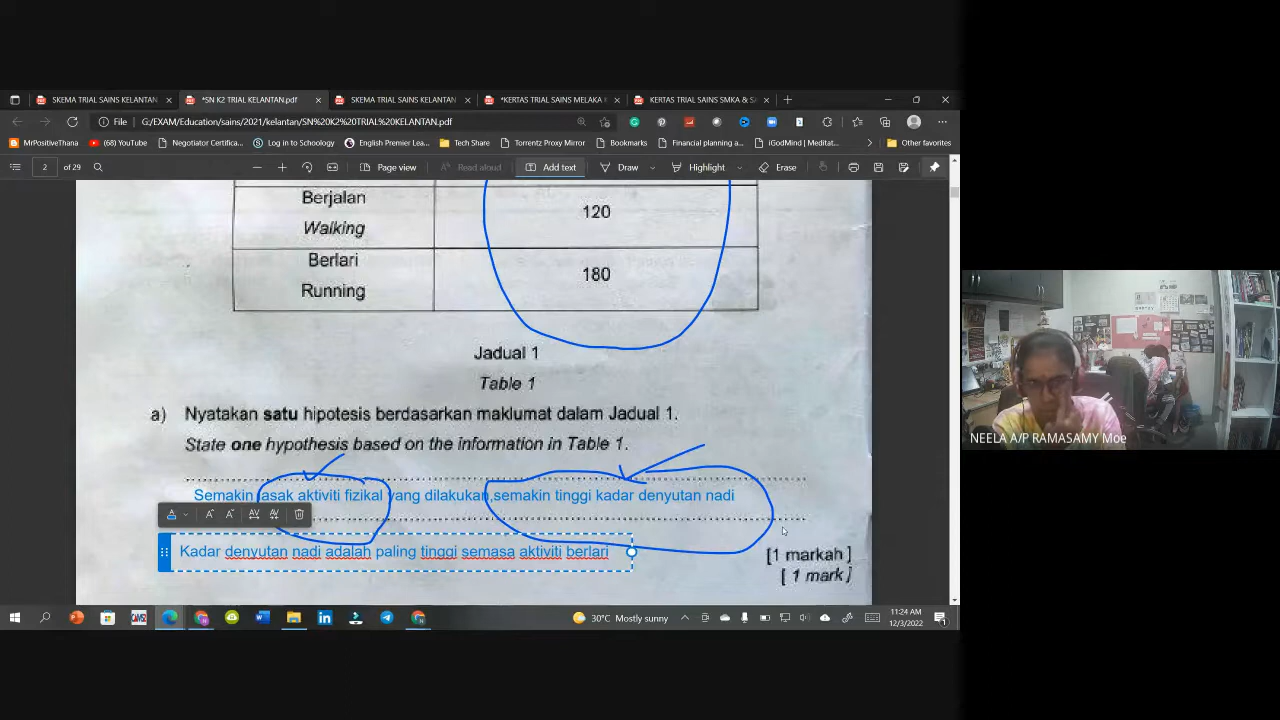 SKEMA TRIAL SAINS KELANTAN
*SN K2 TRIAL KELANTAN.pdf
SKEMA TRIAL SAINS KELANTAN
*KERTAS TRIAL SAINS MELAKA
KERTAS TRIAL SAINS SMKA & S
File
G:/EXAM/Education/sains/2021/kelantan/SN%20K2%20TRIAL%20KELANTAN.pdf
MrPositiveThana
(68) YouTube
Negotiator Certifica...
Log in to Schoology
English Premier Lea...
Tech Share
Torrentz Proxy Mirror
Bookmarks
Financial planning a...
iGodMind | Meditat...
Other favorites
2 of 29
Page view
Read aloud
Add text
Draw
Highlight
Erase
Berjalan
Walking
120
Berlari
Running
180
Jadual 1
Table 1
a) Nyatakan satu hipotesis berdasarkan maklumat dalam Jadual 1.
State one hypothesis based on the information in Table 1.
Semakin lasak aktiviti fizikal yang dilakukan,semakin tinggi kadar denyutan nadi
Kadar denyutan nadi adalah paling tinggi semasa aktiviti berlari
[1 markah]
[ 1 mark]
NEELA A/P RAMASAMY Moe
30°C Mostly sunny
11:24 AM
12/3/2022